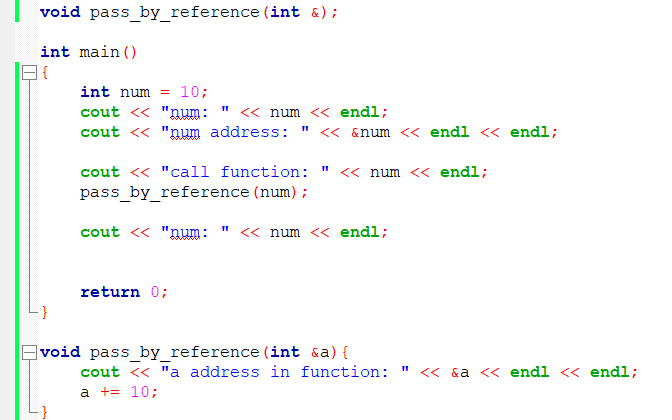 void pass_by_reference(int &);
int main()
{
int num = 10;
cout << "num: " << num << endl;
cout << "num address: " << &num << endl << endl;
cout << "call function: " << num << endl;
pass_by_reference(num);
cout << "num: " << num << endl;
return 0;
}
void pass_by_reference(int &a){
cout << "a address in function: " << &a << endl << endl;
a += 10;
}